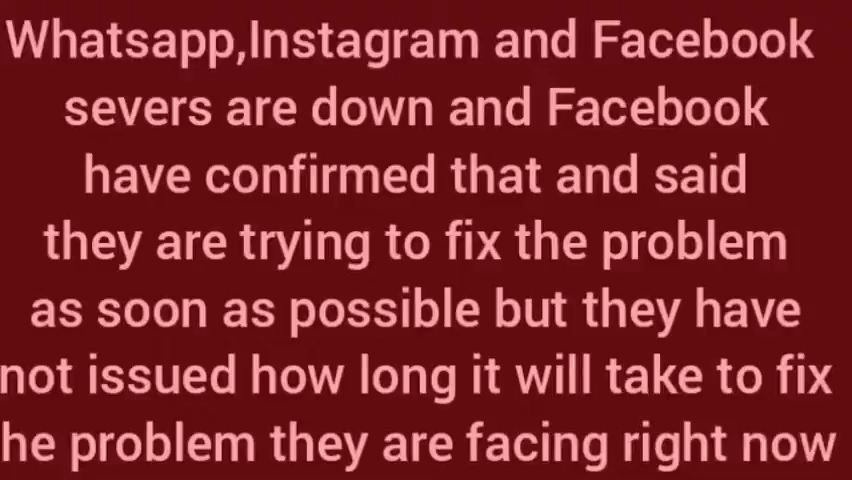 Whatsapp,Instagram and Facebook
severs are down and Facebook
have confirmed that and said
they are trying to fix the problem
as soon as possible but they have
not issued how long it will take to fix
he problem they are facing right now